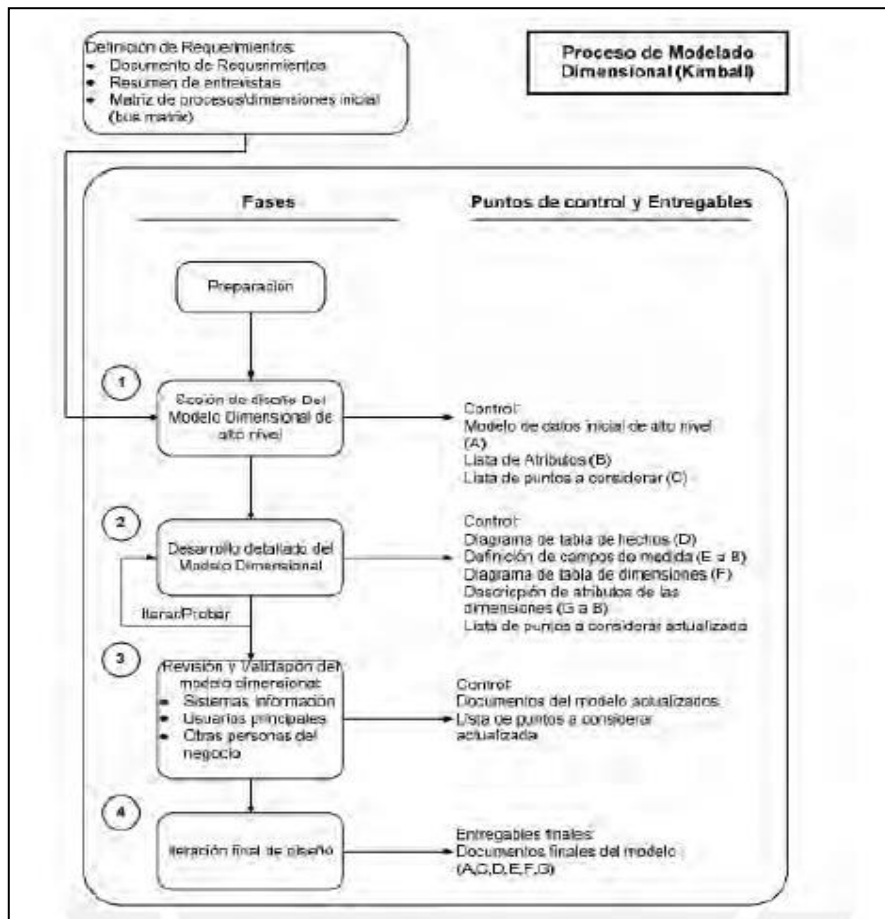 Definición de Requerimientos:
• Documento de Requerimientos
• Resumen de entrevistas
• Matriz de procesos/dimensiones inicial
(bus matrix)
Proceso de Modelado
Dimensional (Kimball)
Fases
Puntos de control y Entregables
Preparación
1
Sesión de diseño Del
Modelo Dimensional de
alto nivel
Control:
Modelo de datos inicial de alto nivel
(A)
Lista de Atributos (B)
Lista de puntos a considerar (C)
2
Desarrollo detallado del
Modelo Dimensional
Iterar/Probar
Control:
Diagrama de tabla de hechos (D)
Definición de campos de medida (E a B)
Diagrama de tabla de dimensiones (F)
Descripción de atributos de las
dimensiones (G a B)
Lista de puntos a considerar actualizada
3
Revisión y Validación del
modelo dimensional:
• Sistemas información
• Usuarios principales
• Otras personas del
negocio
Control:
Documentos del modelo actualizados
Lista de puntos a considerar
actualizada
4
Iteración final de diseño
Entregables finales:
Documentos finales del modelo
(A,C,D,E,F,G)